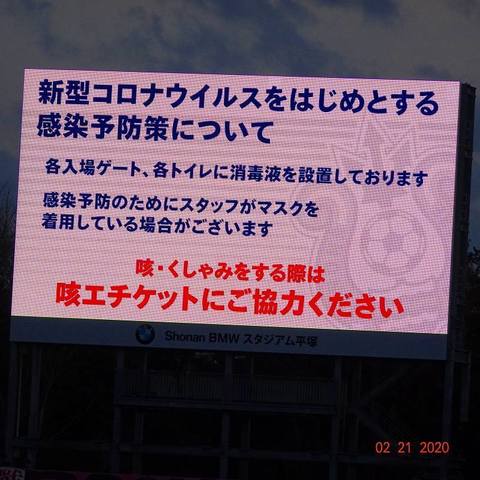 新型コロナウイルスをはじめとする
感染予防策について
各入場ゲート、各トイレに消毒液を設置しております
感染予防のためにスタッフがマスクを
着用している場合がございます
咳・くしゃみをする際は
咳エチケットにご協力ください
Shonan BMW スタジアム平塚
02 21 2020